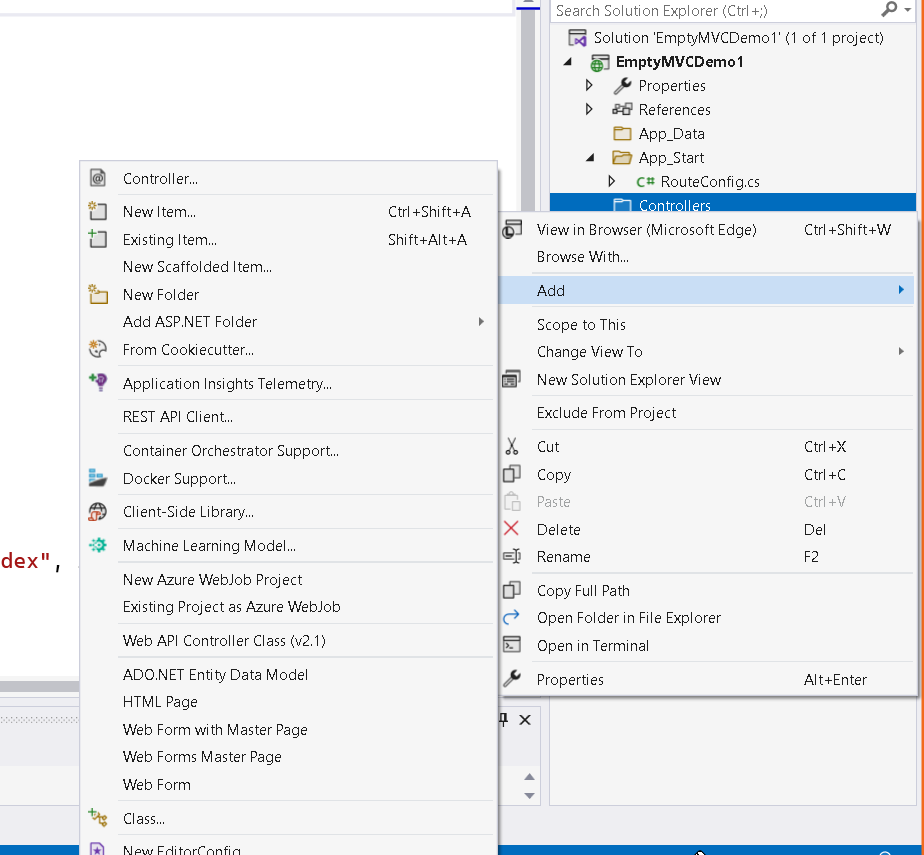 Search Solution Explorer (Ctrl+;)
Solution 'EmptyMVCDemo1' (1 of 1 project)
EmptyMVCDemo1
Properties
References
App_Data
App_Start
C# RouteConfig.cs
Controllers
View in Browser (Microsoft Edge) Ctrl+Shift+W
Browse With...
Add
Scope to This
Change View To
New Solution Explorer View
Exclude From Project
Cut Ctrl+X
Copy Ctrl+C
Paste Ctrl+V
Delete Del
Rename F2
Copy Full Path
Open Folder in File Explorer
Open in Terminal
Properties Alt+Enter
Controller...
New Item... Ctrl+Shift+A
Existing Item... Shift+Alt+A
New Scaffolded Item...
New Folder
Add ASP.NET Folder
From Cookiecutter...
Application Insights Telemetry...
REST API Client...
Container Orchestrator Support...
Docker Support...
Client-Side Library...
Machine Learning Model...
New Azure WebJob Project
Existing Project as Azure WebJob
Web API Controller Class (v2.1)
ADO.NET Entity Data Model
HTML Page
Web Form with Master Page
Web Forms Master Page
Web Form
Class...
New EditorConfig
dex",